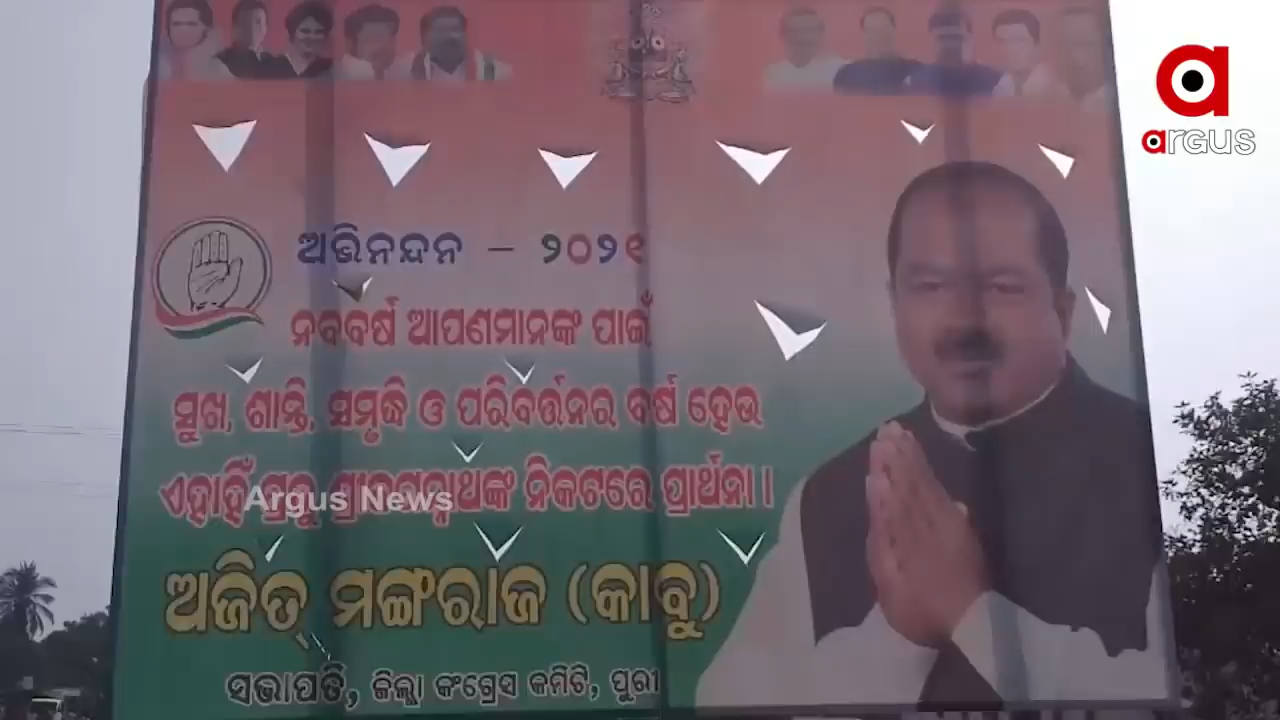 argus
ଅଭିନନ୍ଦନ – ୨୦୨୧
ନବବର୍ଷ ଆପଣମାନଙ୍କ ପାଇଁ
ସୁଖ, ଶାନ୍ତି, ସମୃଦ୍ଧି ଓ ପରିବର୍ତ୍ତନର ବର୍ଷ ହେଉ
ଏହାହିଁ ପ୍ରଭୁ ଶ୍ରୀଜଗନ୍ନାଥଙ୍କ ନିକଟରେ ପ୍ରାର୍ଥନା ।
Argus News
ଅଜିତ୍ ମଙ୍ଗରାଜ (କାବୁ)
ସଭାପତି, ଜିଲ୍ଲା କଂଗ୍ରେସ କମିଟି, ପୁରୀ